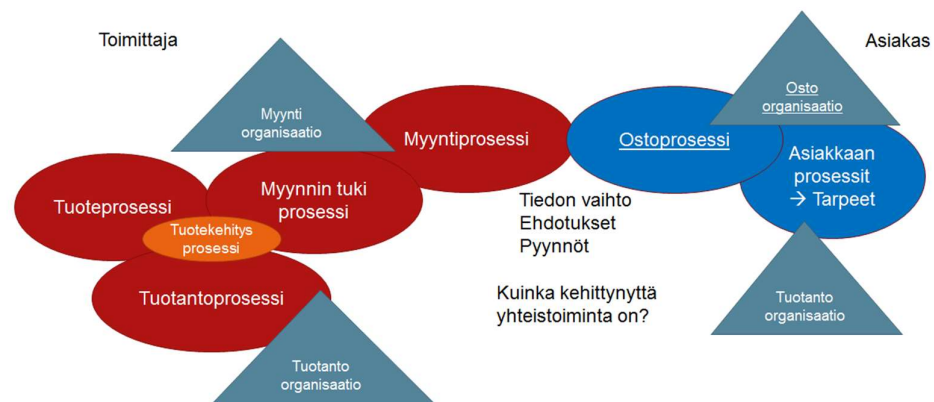 Toimittaja
Asiakas
Myynti
organisaatio
Osto
organisaatio
Myyntiprosessi
Ostoprosessi
Asiakkaan
prosessit
→ Tarpeet
Tuoteprosessi
Myynnin tuki
prosessi
Tuotekehitys
prosessi
Tuotantoprosessi
Tiedon vaihto
Ehdotukset
Pyynnöt
Kuinka kehittynyttä
yhteistoiminta on?
Tuotanto
organisaatio
Tuotanto
organisaatio